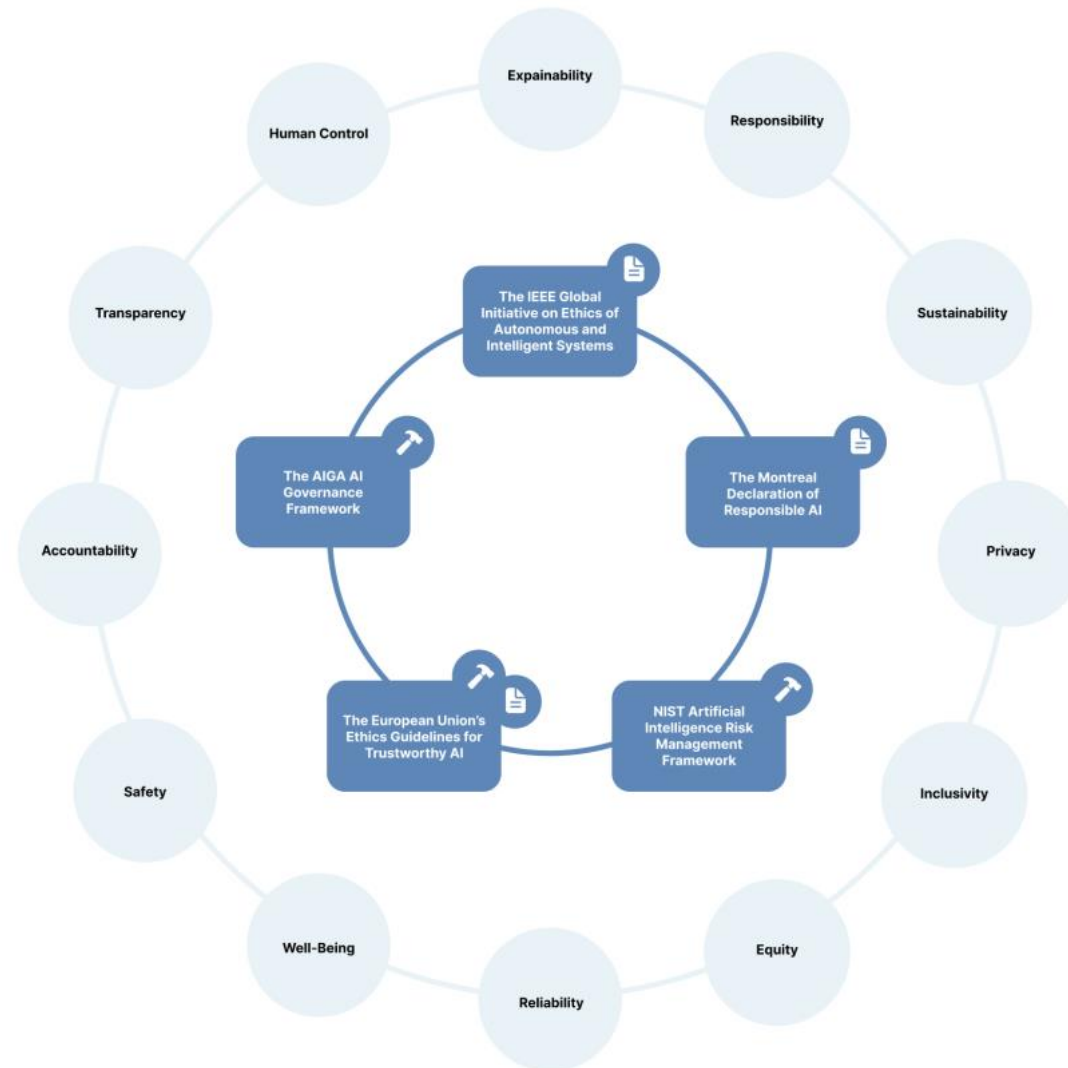 Expainability
Human Control
Responsibility
The IEEE Global
Initiative on Ethics of
Autonomous and
Intelligent Systems
Transparency
Sustainability
The AIGA AI
Governance
Framework
The Montreal
Declaration of
Responsible AI
Accountability
Privacy
The European Union’s
Ethics Guidelines for
Trustworthy AI
NIST Artificial
Intelligence Risk
Management
Framework
Safety
Inclusivity
Well-Being
Equity
Reliability